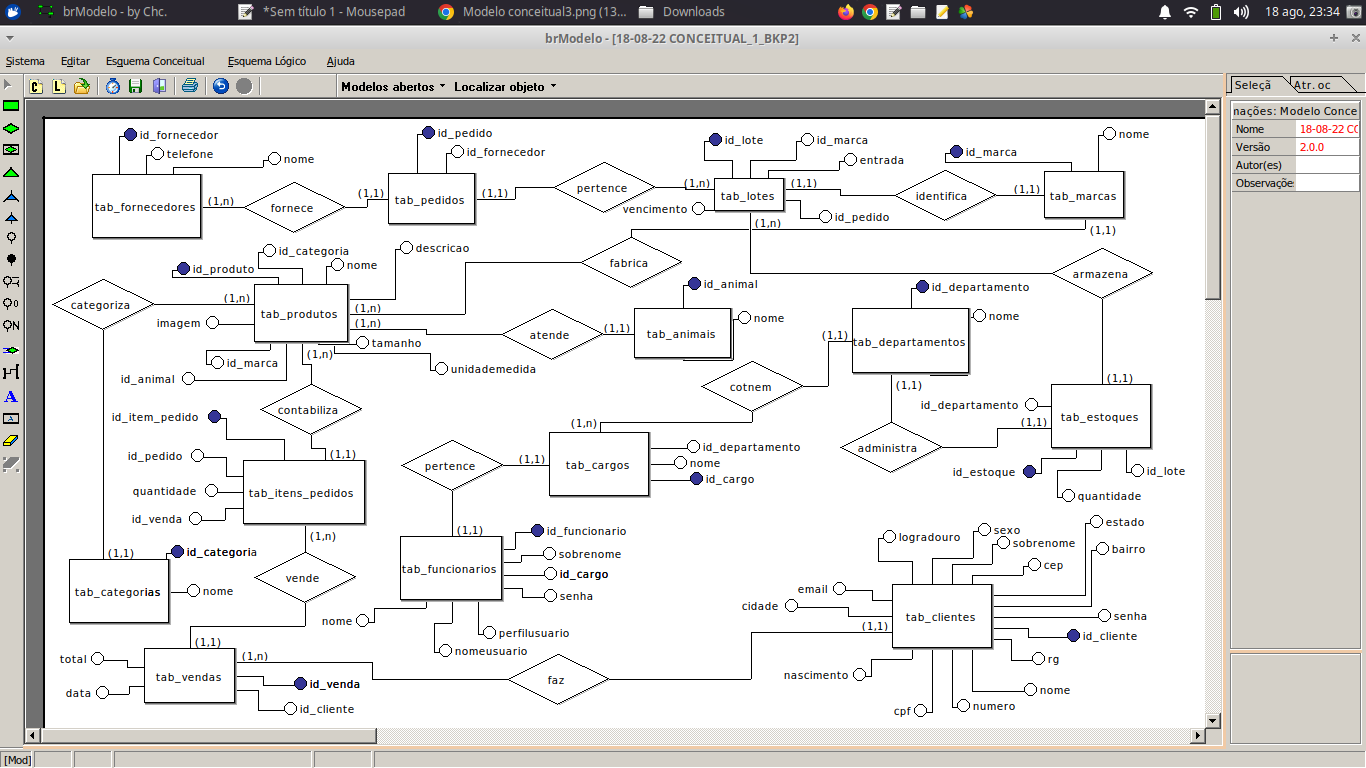 brModelo - by Chc.
*Sem título 1 - Mousepad
Modelo conceitual3.png (13...
Downloads
18 ago, 23:34
brModelo - [18-08-22 CONCEITUAL_1_BKP2]
Sistema Editar Esguema Conceitual Esquema Lógico Ajuda
Modelos abertos Localizar objeto
Seleçã Atr. oc
mações: Modelo Conce
Nome 18-08-22 CO
Versão 2.0.0
Autor(es)
Observaçõe
id_fornecedor
telefone
nome
tab_fornecedores
(1,n)
fornece
(1,1)
id_pedido
id_fornecedor
tab_pedidos
(1,1)
pertence
(1,n)
id_lote
id_marca
entrada
tab_lotes
vencimento
id_pedido
(1,1)
(1,n)
identifica
(1,1)
id_marca
nome
tab_marcas
(1,1)
fabrica
armazena
categoriza
(1,n)
id_produto
id_categoria
nome
descricao
tab_produtos
imagem
id_marca
id_animal
tamanho
unidademedida
(1,n)
(1,n)
(1,n)
atende
(1,1)
id_animal
tab_animais
nome
id_departamento
nome
tab_departamentos
(1,1)
(1,1)
cotnem
(1,n)
administra
(1,1)
(1,1)
id_departamento
tab_estoques
id_estoque
quantidade
id_lote
contabiliza
(1,1)
id_item_pedido
id_pedido
quantidade
id_venda
tab_itens_pedidos
(1,n)
vende
(1,1)
pertence
(1,1)
tab_cargos
id_departamento
nome
id_cargo
(1,1)
id_funcionario
sobrenome
id_cargo
senha
tab_funcionarios
nome
nomeusuario
perfilusuario
(1,1)
id_categoria
tab_categorias
nome
total
data
tab_vendas
(1,n)
id_venda
id_cliente
faz
(1,1)
logradouro
sexo
sobrenome
cep
estado
bairro
email
cidade
tab_clientes
senha
id_cliente
rg
nome
numero
cpf
nascimento
[Mod]